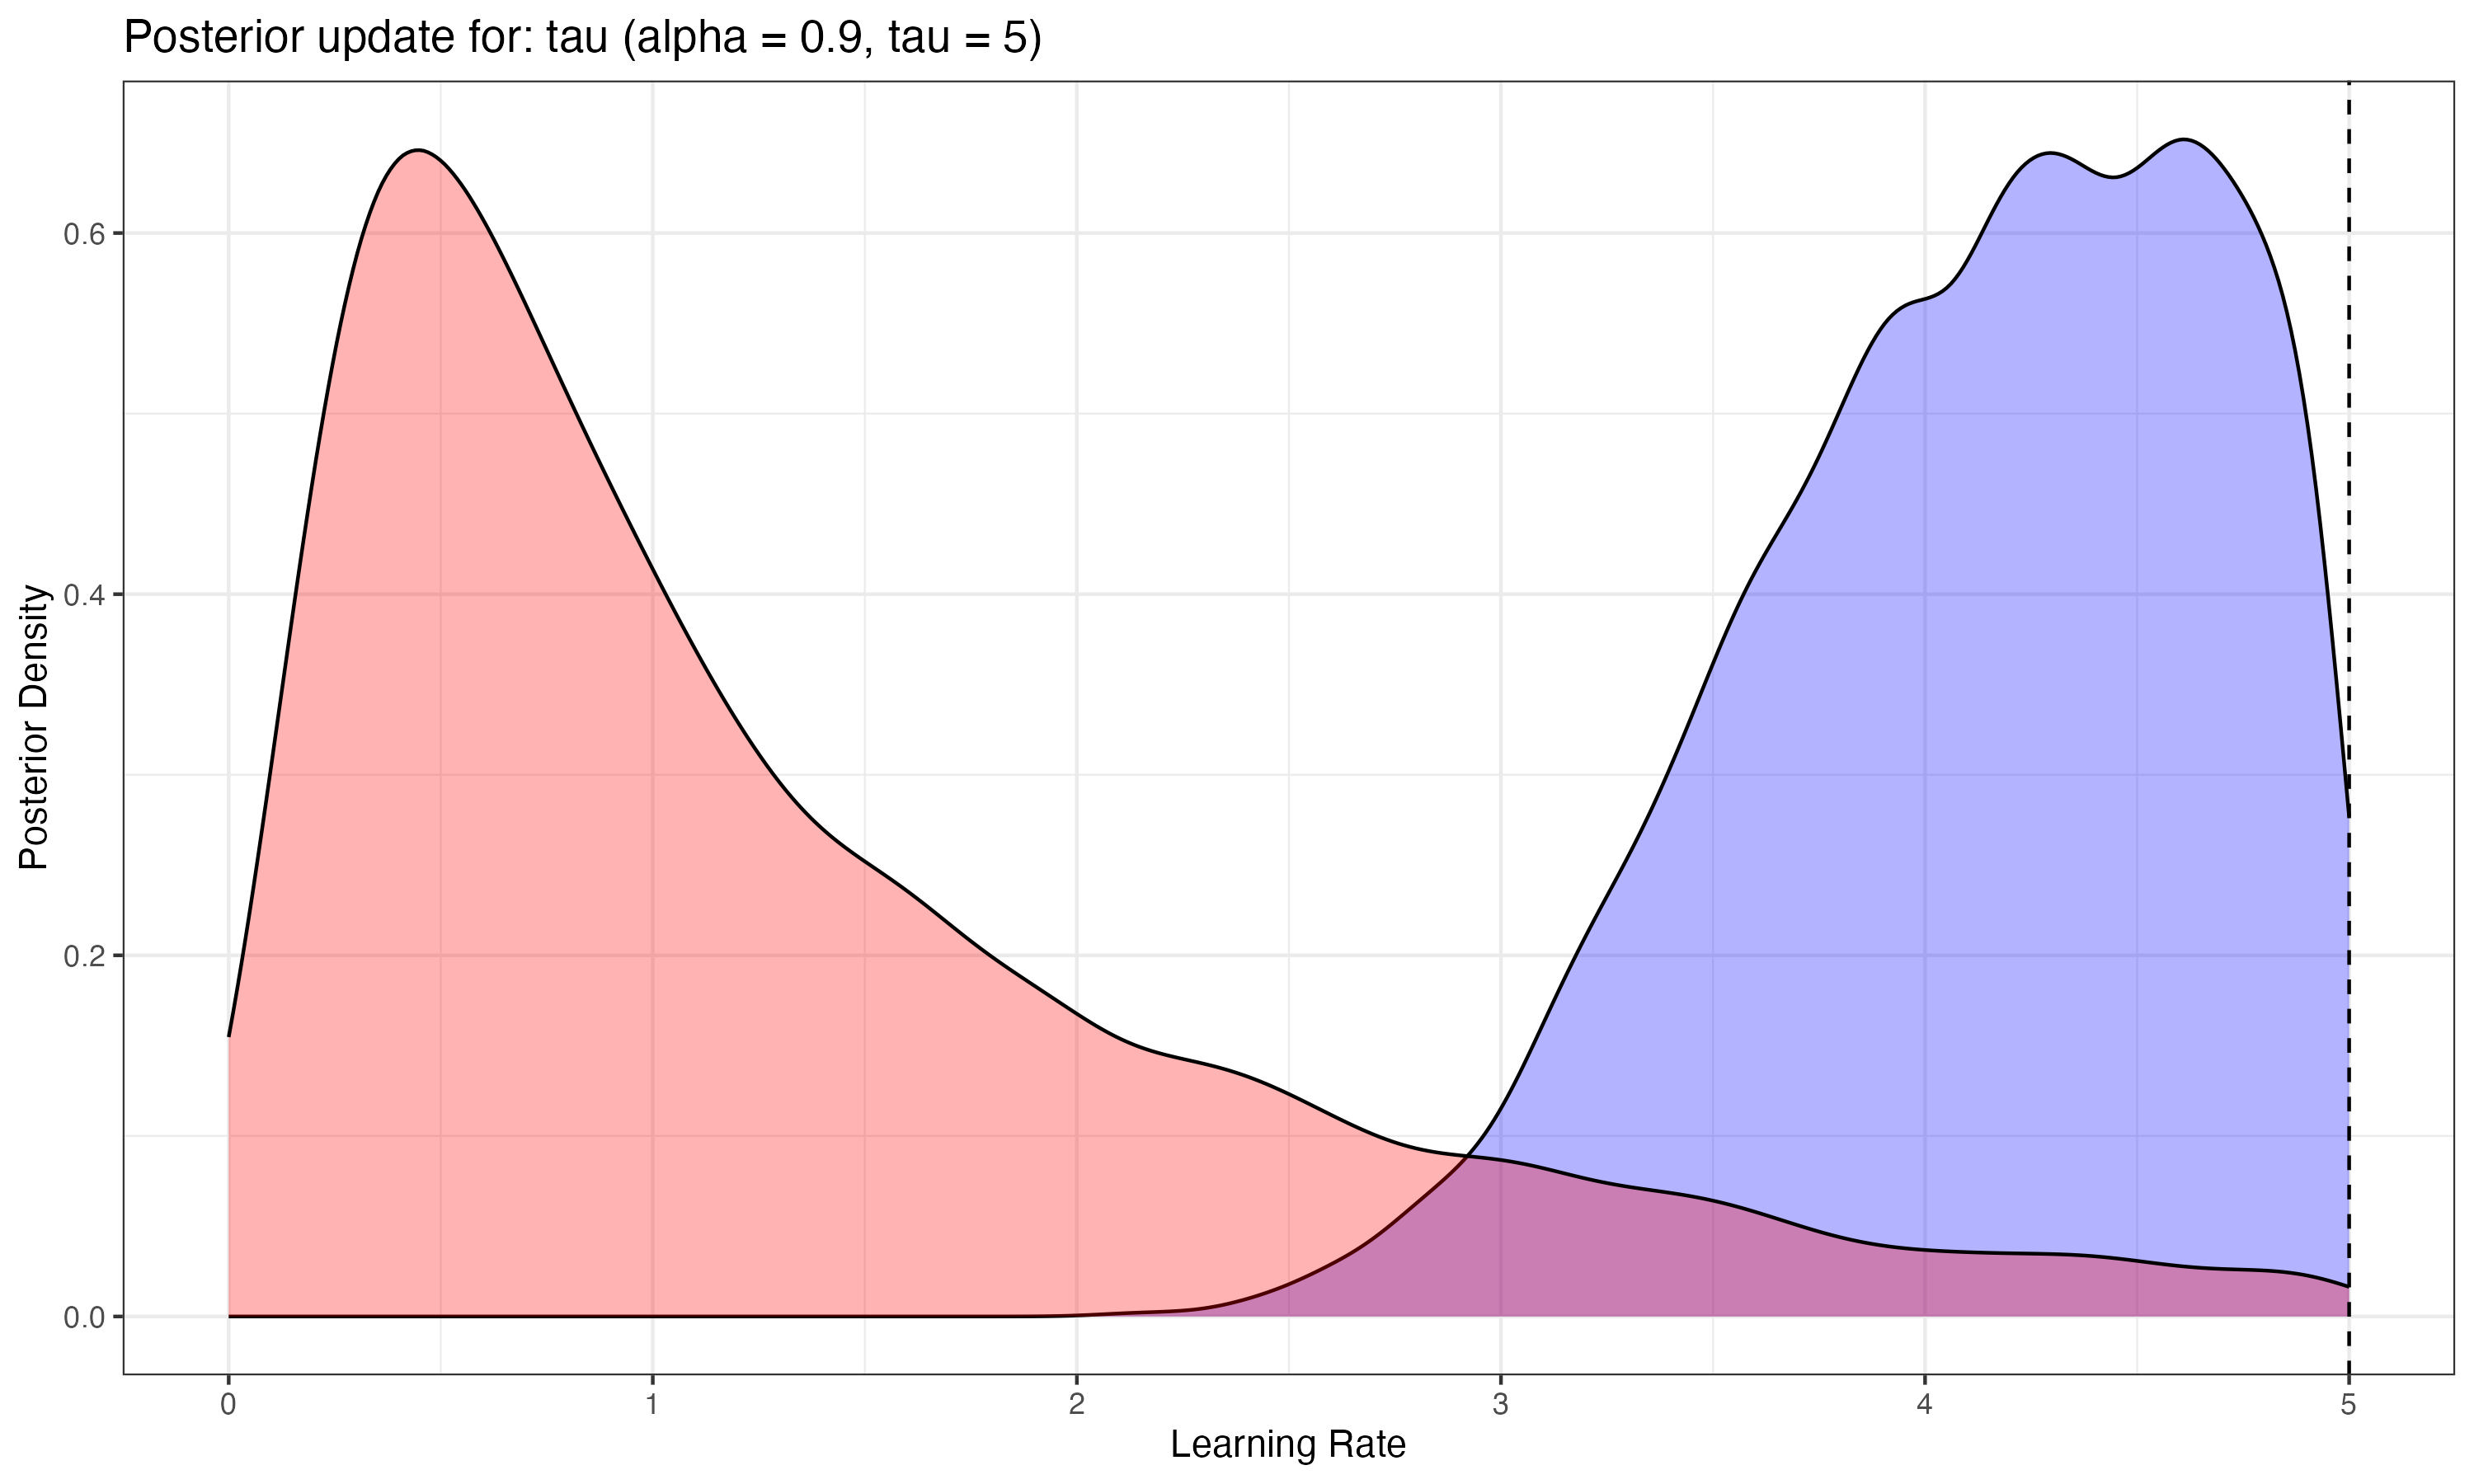 Posterior update for: tau (alpha = 0.9, tau = 5)
Posterior Density
0.6
0.4
0.2
0.0
0 1 2 3 4 5
Learning Rate